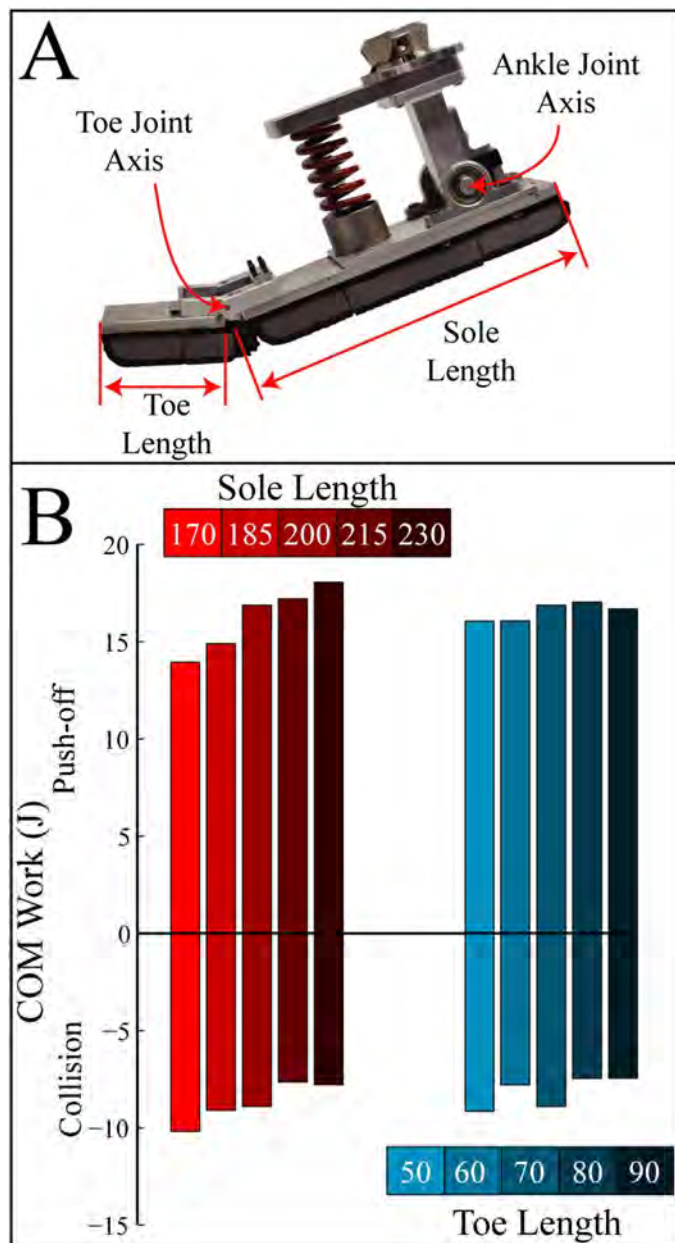 A
Ankle Joint
Axis
Toe Joint
Axis
Sole
Length
Toe
Length
B
Sole Length
170 185 200 215 230
20
15
10
5
0
−5
−10
−15
COM Work (J)
Push-off
Collision
50 60 70 80 90
Toe Length